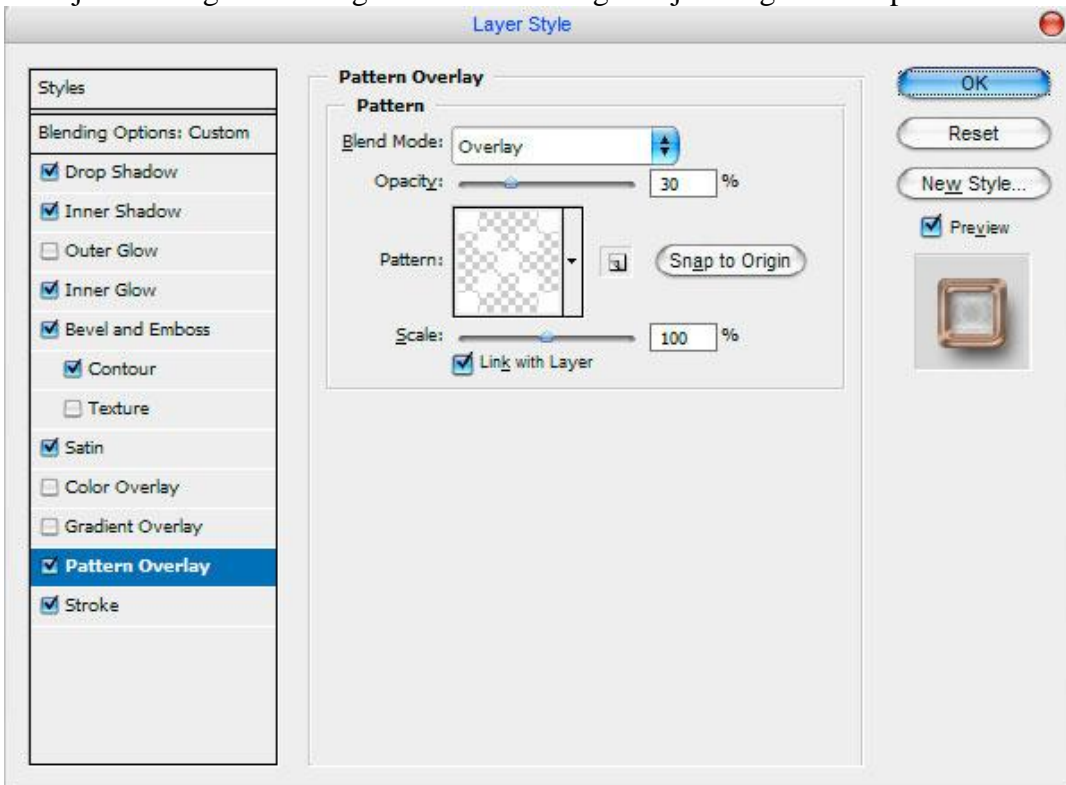 Layer Style
Styles
Blending Options: Custom
Drop Shadow
Inner Shadow
Outer Glow
Inner Glow
Bevel and Emboss
Contour
Texture
Satin
Color Overlay
Gradient Overlay
Pattern Overlay
Stroke
Pattern Overlay
Pattern
Blend Mode: Overlay
Opacity: 30 %
Pattern: Snap to Origin
Scale: 100 %
Link with Layer
OK
Reset
New Style...
Preview